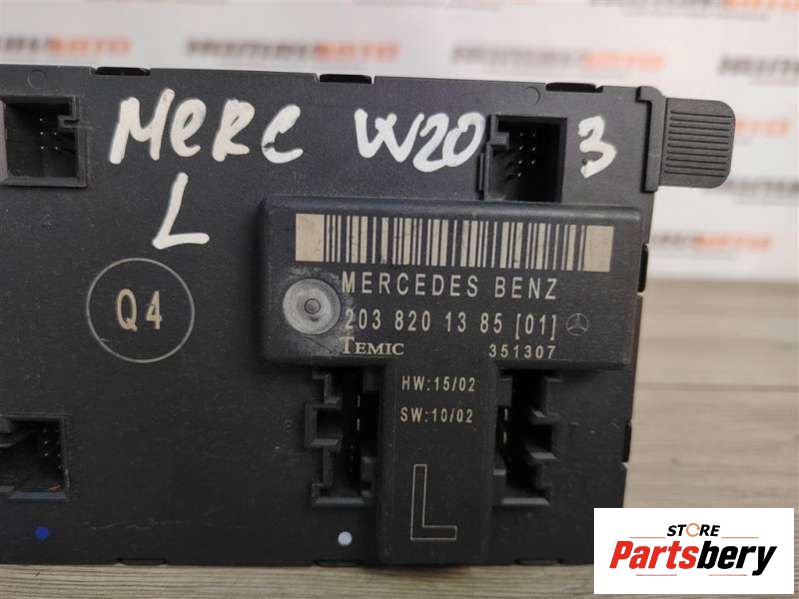 MERC W20 3
L
MERCEDES BENZ
Q4
203 820 13 85 [01]
TEMIC 351307
HW:15/02
SW:10/02
L
STORE
Partsbery